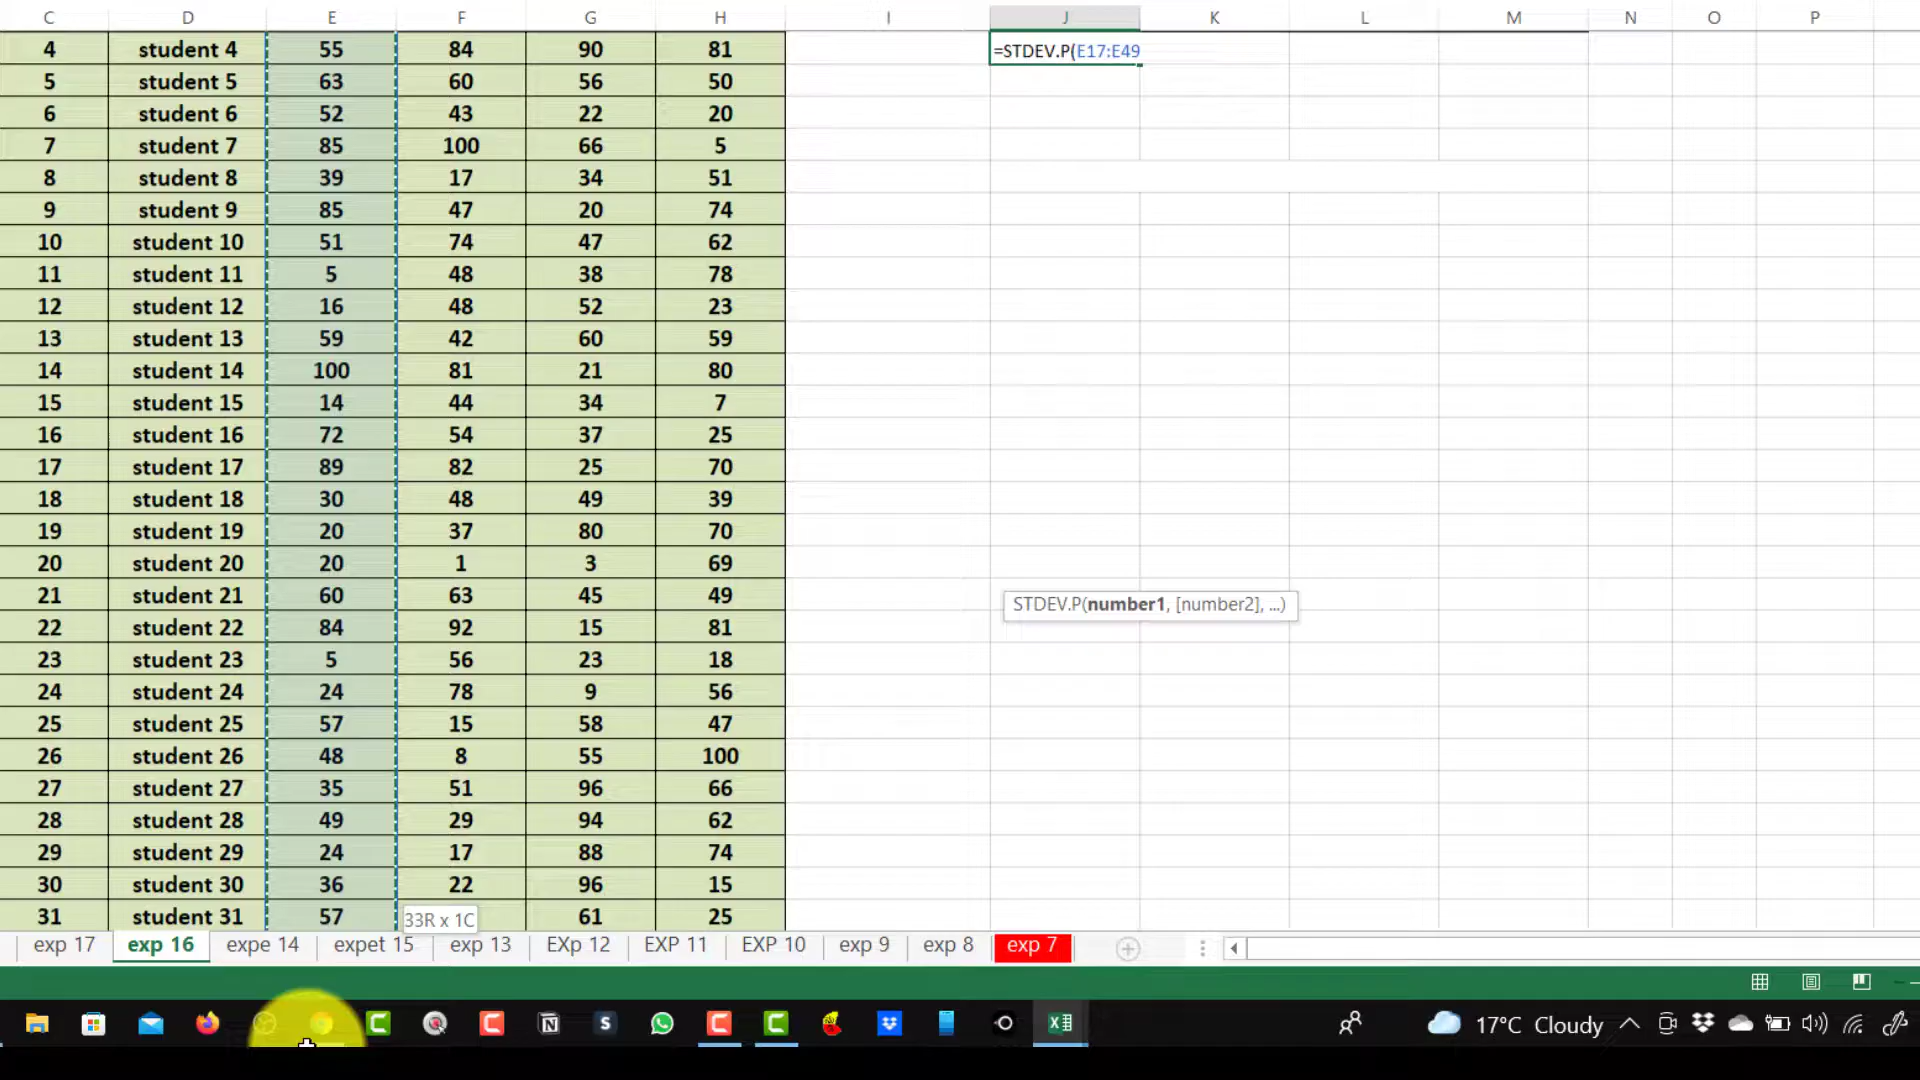 C D E F G H I J K L M N O P
4 student 4 55 84 90 81 =STDEV.P(E17:E49
5 student 5 63 60 56 50
6 student 6 52 43 22 20
7 student 7 85 100 66 5
8 student 8 39 17 34 51
9 student 9 85 47 20 74
10 student 10 51 74 47 62
11 student 11 5 48 38 78
12 student 12 16 48 52 23
13 student 13 59 42 60 59
14 student 14 100 81 21 80
15 student 15 14 44 34 7
16 student 16 72 54 37 25
17 student 17 89 82 25 70
18 student 18 30 48 49 39
19 student 19 20 37 80 70
20 student 20 20 1 3 69
21 student 21 60 63 45 49
STDEV.P(number1, [number2], ...)
22 student 22 84 92 15 81
23 student 23 5 56 23 18
24 student 24 24 78 9 56
25 student 25 57 15 58 47
26 student 26 48 8 55 100
27 student 27 35 51 96 66
28 student 28 49 29 94 62
29 student 29 24 17 88 74
30 student 30 36 22 96 15
31 student 31 57 33R x 1C 61 25
exp 17 exp 16 expe 14 expet 15 exp 13 EXp 12 EXP 11 EXP 10 exp 9 exp 8 exp 7
17°C Cloudy